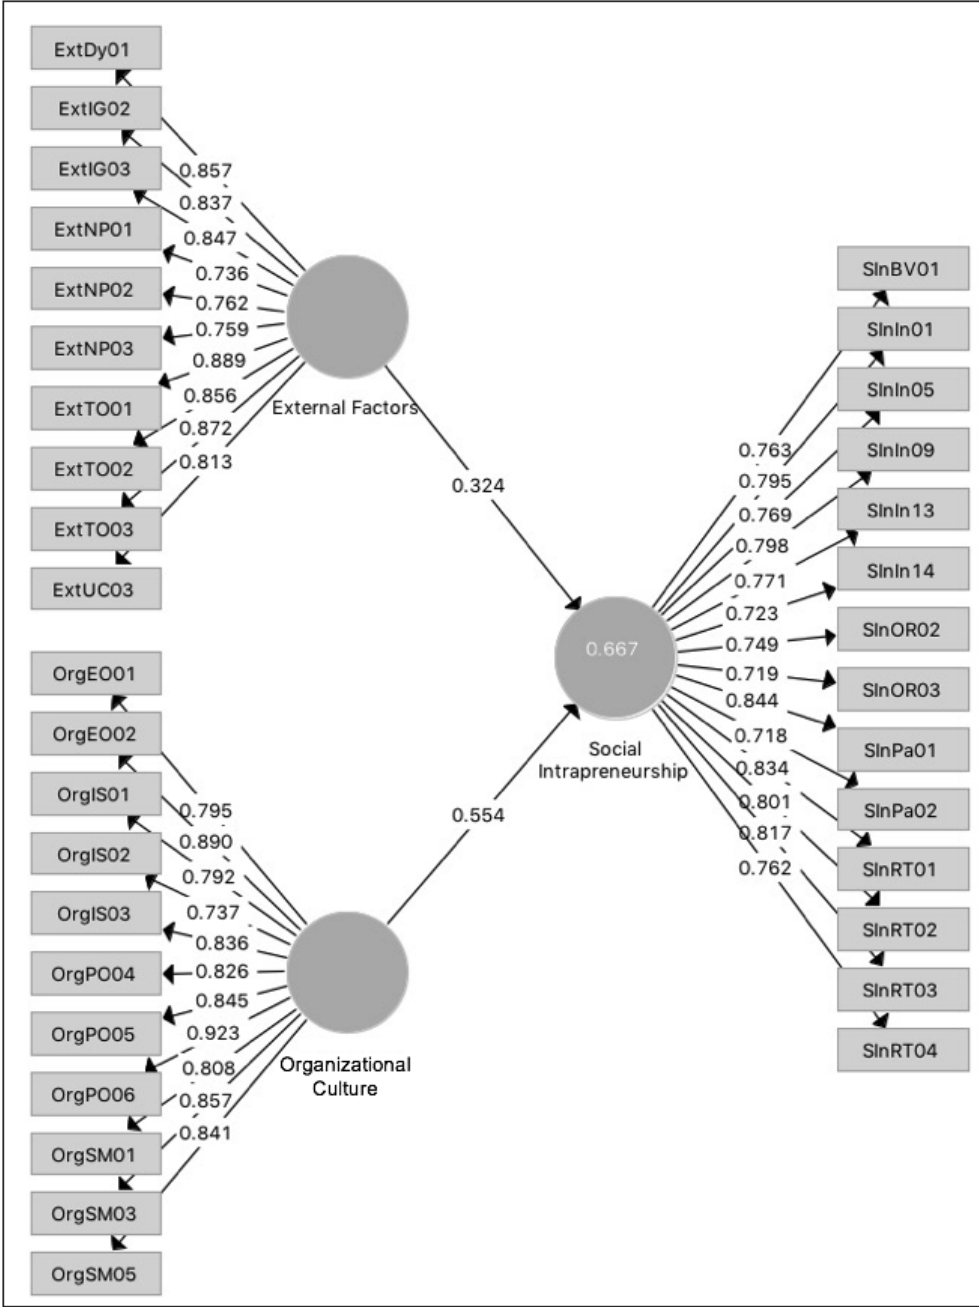 ExtDy01
ExtIG02
ExtIG03
ExtNP01
ExtNP02
ExtNP03
ExtTO01
ExtTO02
ExtTO03
ExtUC03
0.857
0.837
0.847
0.736
0.762
0.759
0.889
0.856
0.872
0.813
External Factors
0.324
OrgEO01
OrgEO02
OrgIS01
OrgIS02
OrgIS03
OrgPO04
OrgPO05
OrgPO06
OrgSM01
OrgSM03
OrgSM05
0.795
0.890
0.792
0.737
0.836
0.826
0.845
0.923
0.808
0.857
0.841
Organizational
Culture
0.554
0.667
Social
Intrapreneurship
0.763
0.795
0.769
0.798
0.771
0.723
0.749
0.719
0.844
0.718
0.834
0.801
0.817
0.762
SInBV01
SInIn01
SInIn05
SInIn09
SInIn13
SInIn14
SInOR02
SInOR03
SInPa01
SInPa02
SInRT01
SInRT02
SInRT03
SInRT04